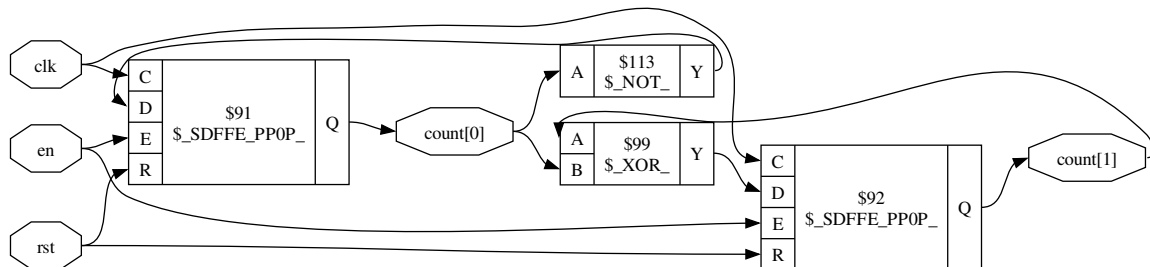 clk
en
rst
C
D
E
R
$91
$_SDFFE_PP0P_
Q
count[0]
A
$113
$_NOT_
Y
A
B
$99
$_XOR_
Y
C
D
E
R
$92
$_SDFFE_PP0P_
Q
count[1]